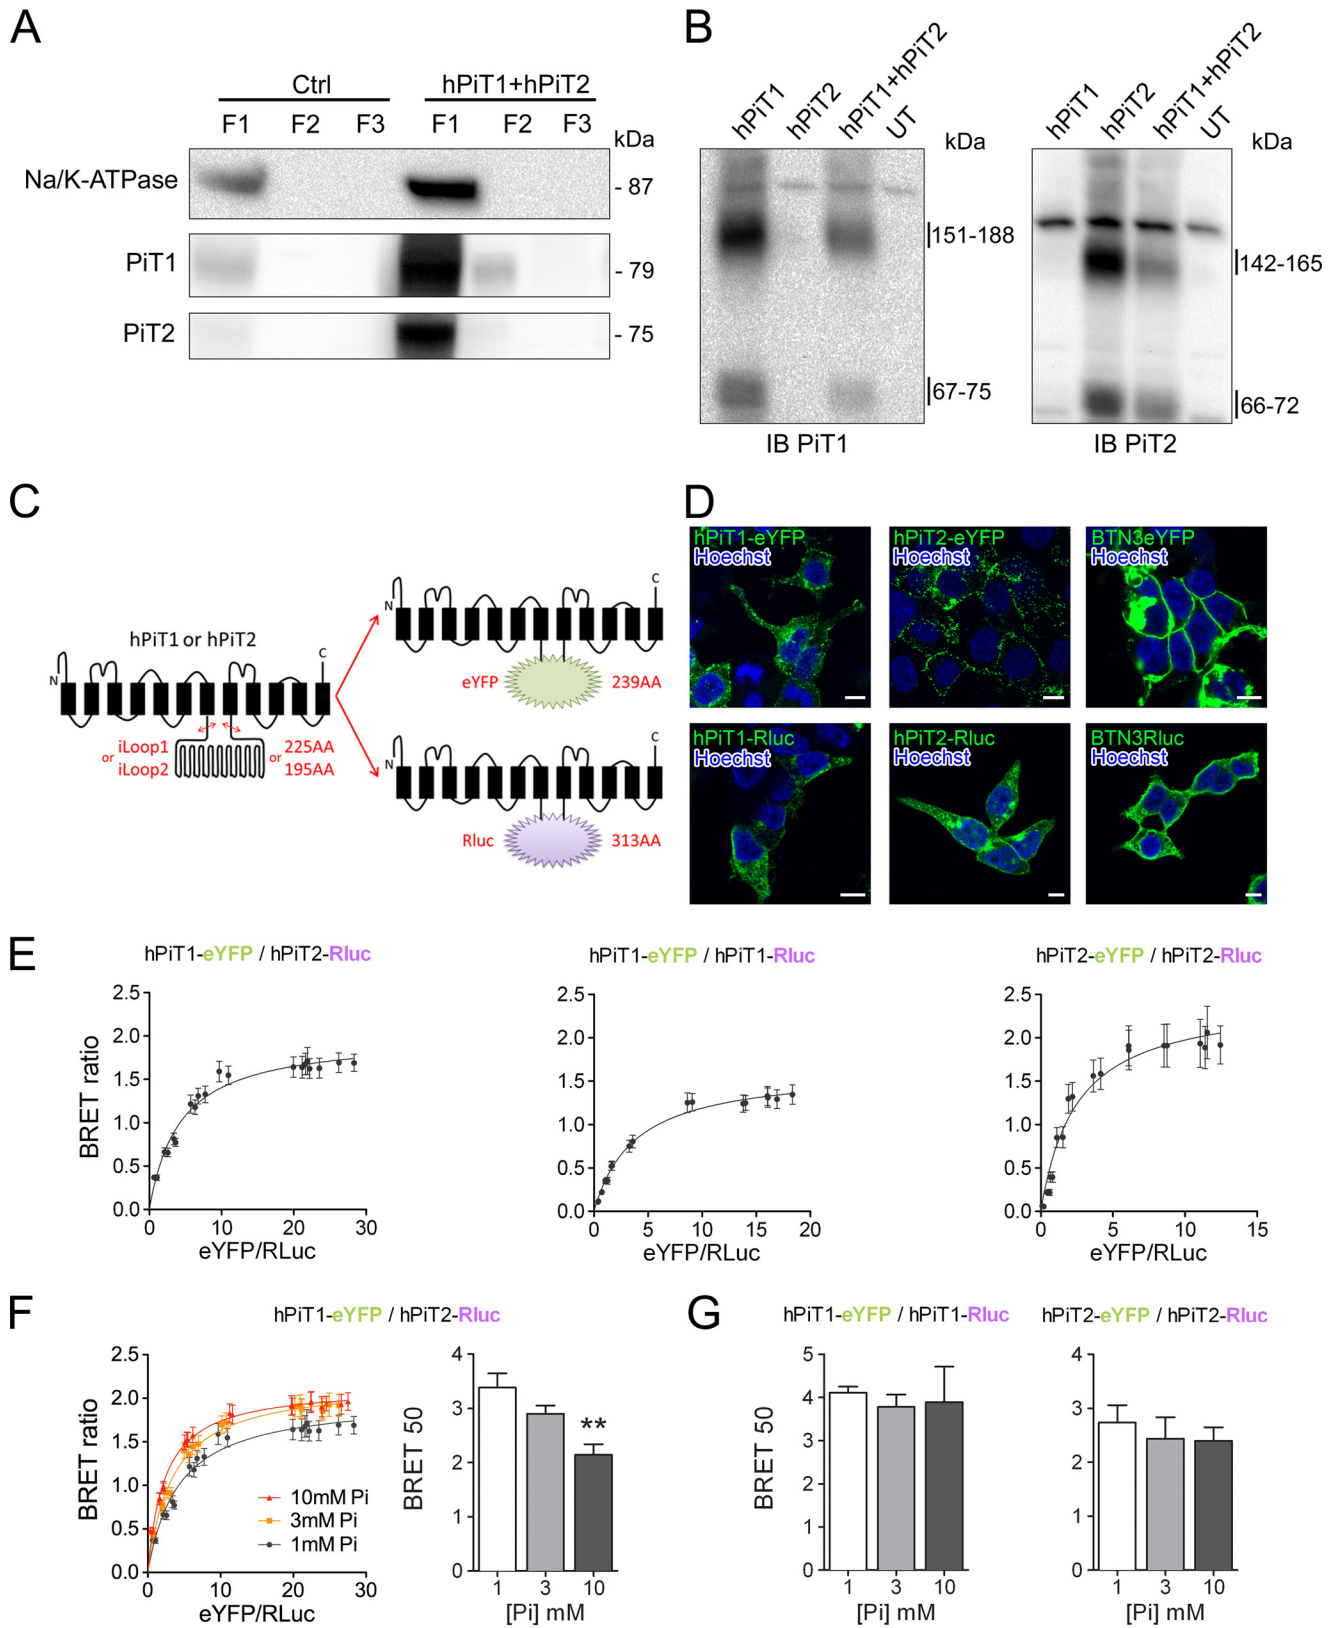 A
Ctrl hPiT1+hPiT2
F1 F2 F3 F1 F2 F3
kDa
Na/K-ATPase - 87
PiT1 - 79
PiT2 - 75
B
hPiT1 hPiT2 hPiT1+hPiT2 UT
kDa
151-188
67-75
IB PiT1
hPiT1 hPiT2 hPiT1+hPiT2 UT
kDa
142-165
66-72
IB PiT2
C
hPiT1 or hPiT2
N C
iLoop1 225AA
or or
iLoop2 195AA
N C
eYFP 239AA
N C
Rluc 313AA
D
hPiT1-eYFP
Hoechst
hPiT2-eYFP
Hoechst
BTN3eYFP
Hoechst
hPiT1-Rluc
Hoechst
hPiT2-Rluc
Hoechst
BTN3Rluc
Hoechst
E
hPiT1-eYFP / hPiT2-Rluc
BRET ratio
2.5
2.0
1.5
1.0
0.5
0.0
0 10 20 30
eYFP/RLuc
hPiT1-eYFP / hPiT1-Rluc
2.5
2.0
1.5
1.0
0.5
0.0
0 5 10 15 20
eYFP/RLuc
hPiT2-eYFP / hPiT2-Rluc
2.5
2.0
1.5
1.0
0.5
0.0
0 5 10 15
eYFP/RLuc
F
hPiT1-eYFP / hPiT2-Rluc
BRET ratio
2.5
2.0
1.5
1.0
0.5
0.0
10mM Pi
3mM Pi
1mM Pi
0 10 20 30
eYFP/RLuc
BRET 50
4
3
2
1
0
**
1 3 10
[Pi] mM
G
hPiT1-eYFP / hPiT1-Rluc
BRET 50
5
4
3
2
1
0
1 3 10
[Pi] mM
hPiT2-eYFP / hPiT2-Rluc
4
3
2
1
0
1 3 10
[Pi] mM